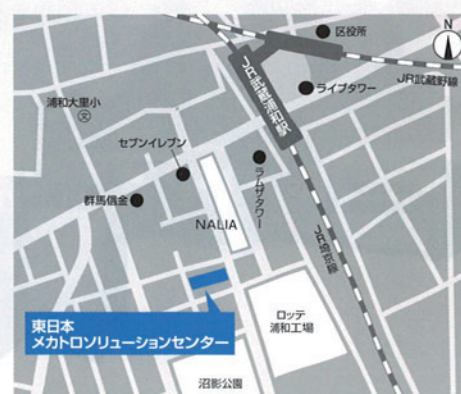 区役所
N
JR武蔵野線
ライブタワー
JR武蔵浦和駅
浦和大里小
文
セブンイレブン
ラムザタワー
群馬信金
NALIA
JR埼京線
東日本
メカトロソリューションセンター
ロッテ
浦和工場
沼影公園